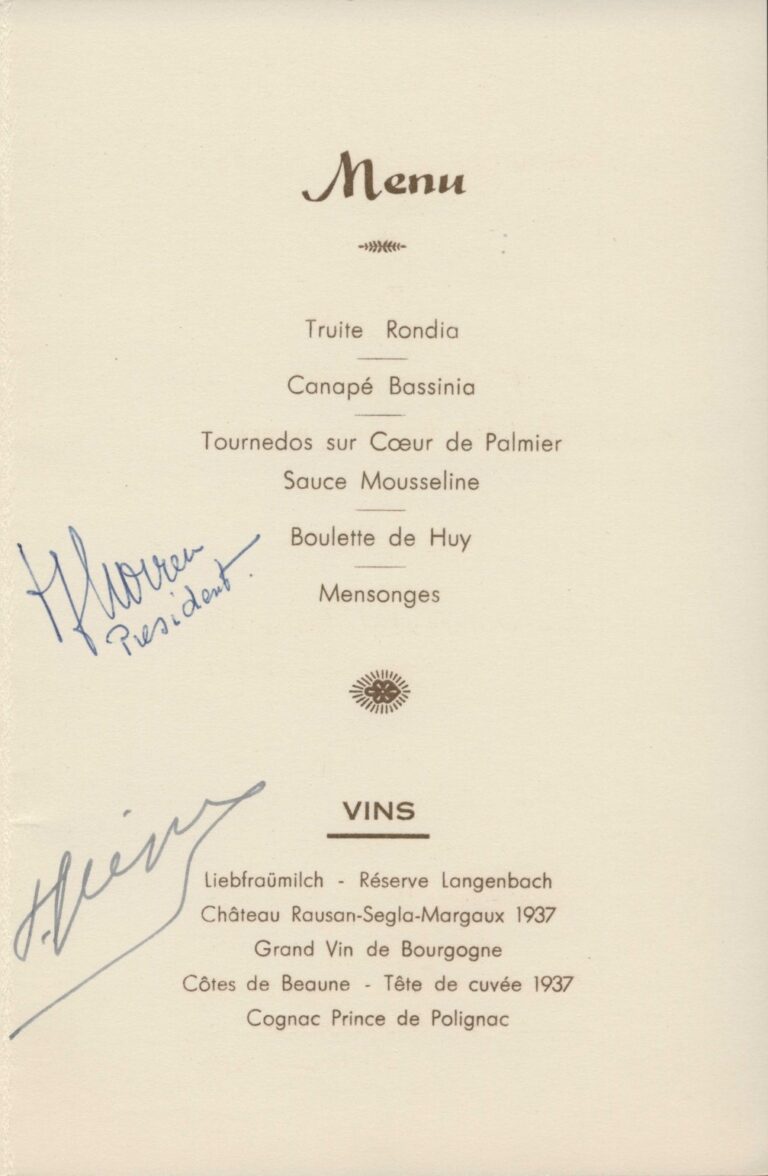 Menu
Truite Rondia
Canapé Bassinia
Tournedos sur Cœur de Palmier
Sauce Mousseline
Boulette de Huy
Mensonges
President.
VINS
Liebfraümilch - Réserve Langenbach
Château Rausan-Segla-Margaux 1937
Grand Vin de Bourgogne
Côtes de Beaune - Tête de cuvée 1937
Cognac Prince de Polignac